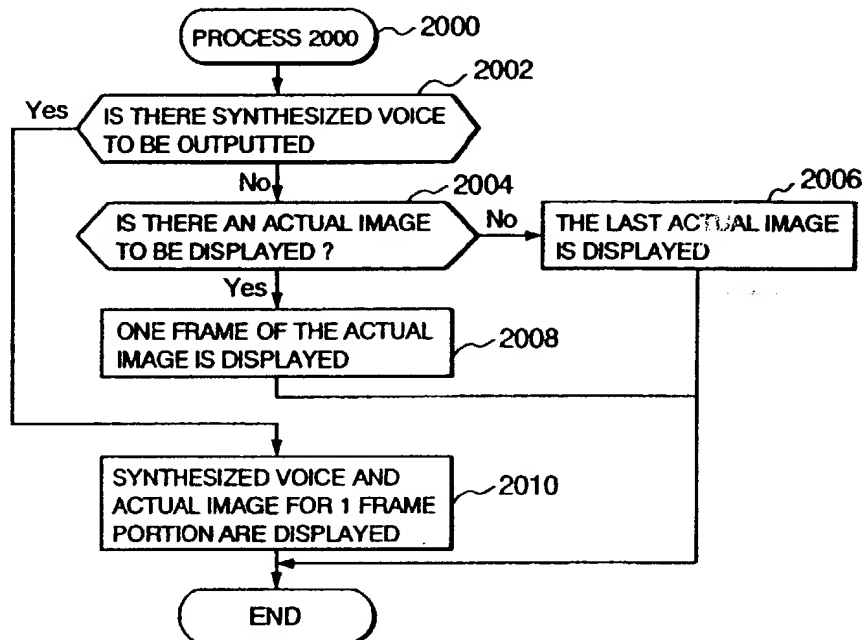 PROCESS 2000
2000
2002
Yes
IS THERE SYNTHESIZED VOICE
TO BE OUTPUTTED
No
2004
IS THERE AN ACTUAL IMAGE
TO BE DISPLAYED ?
No
2006
THE LAST ACTUAL IMAGE
IS DISPLAYED
Yes
ONE FRAME OF THE ACTUAL
IMAGE IS DISPLAYED
2008
SYNTHESIZED VOICE AND
ACTUAL IMAGE FOR 1 FRAME
PORTION ARE DISPLAYED
2010
END